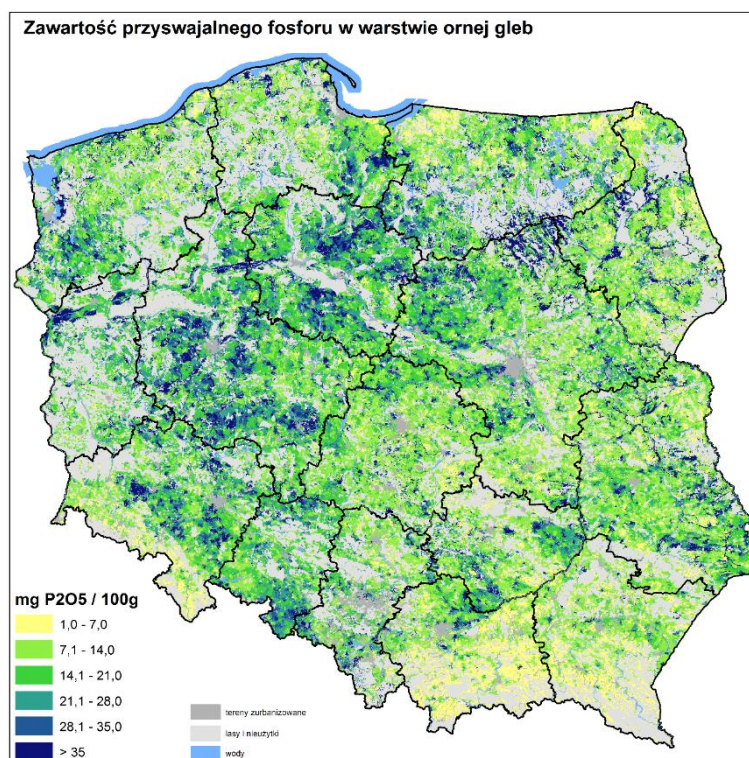 Zawartość przyswajalnego fosforu w warstwie ornej gleb
mg P2O5 / 100g
1,0 - 7,0
7,1 - 14,0
14,1 - 21,0
21,1 - 28,0
28,1 - 35,0
> 35
tereny zurbanizowane
lasy i nieużytki
wody